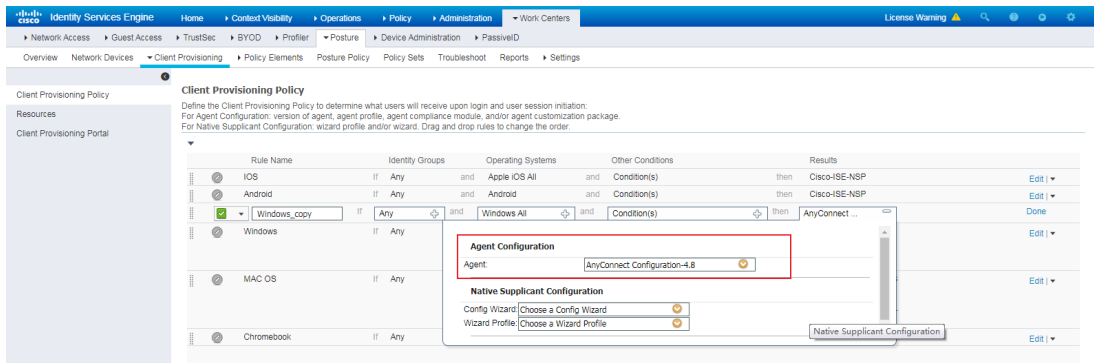 cisco Identity Services Engine Home Context Visibility Operations Policy Administration Work Centers License Warning
Network Access Guest Access TrustSec BYOD Profiler Posture Device Administration PassiveID
Overview Network Devices Client Provisioning Policy Elements Posture Policy Policy Sets Troubleshoot Reports Settings
Client Provisioning Policy
Resources
Client Provisioning Portal
Client Provisioning Policy
Define the Client Provisioning Policy to determine what users will receive upon login and user session initiation:
For Agent Configuration: version of agent, agent profile, agent compliance module, and/or agent customization package.
For Native Supplicant Configuration: wizard profile and/or wizard. Drag and drop rules to change the order.
Rule Name Identity Groups Operating Systems Other Conditions Results
IOS If Any and Apple iOS All and Condition(s) then Cisco-ISE-NSP Edit |
Android If Any and Android and Condition(s) then Cisco-ISE-NSP Edit |
Windows_copy If Any and Windows All and Condition(s) then AnyConnect ... Done
Windows If Any Edit |
Agent Configuration
Agent: AnyConnect Configuration-4.8
MAC OS If Any Edit |
Native Supplicant Configuration
Config Wizard: Choose a Config Wizard
Wizard Profile: Choose a Wizard Profile
Native Supplicant Configuration
Chromebook If Any Edit |